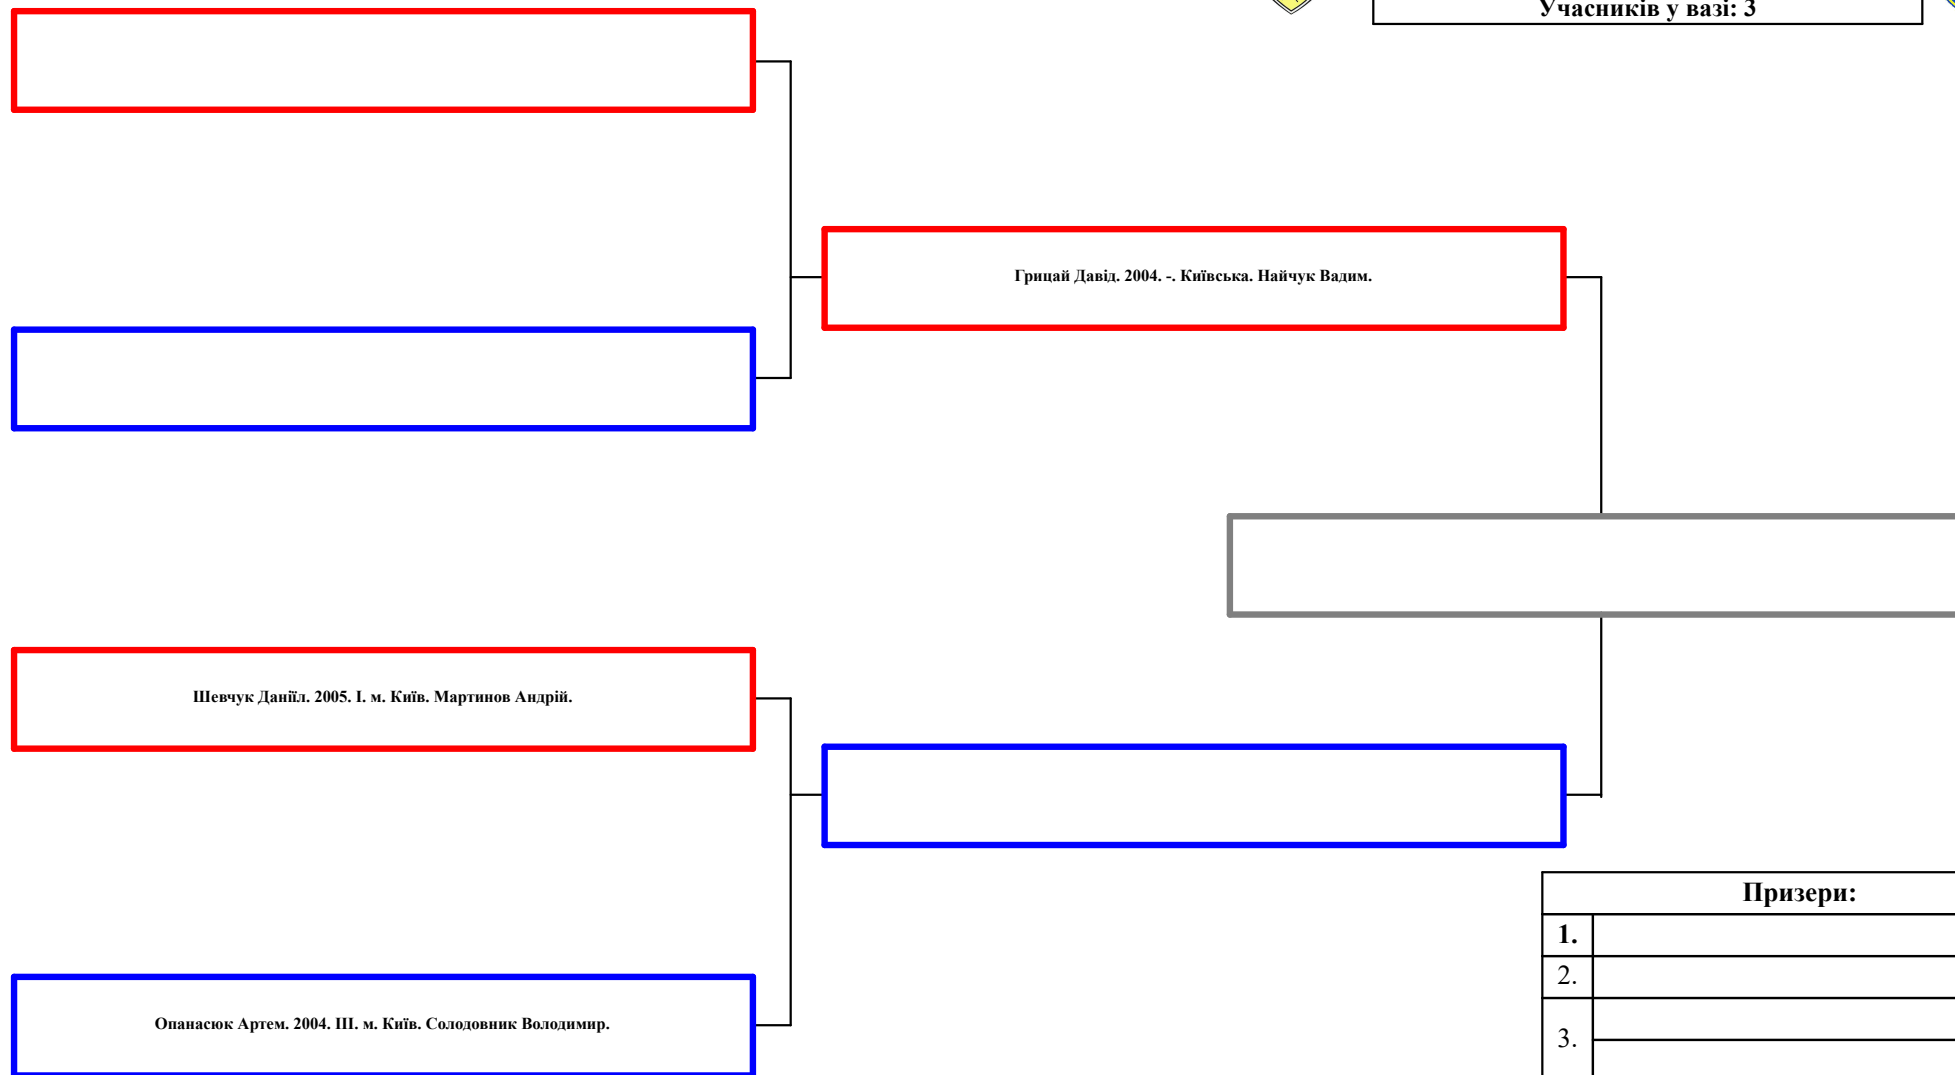 Учасників у вазі: 3
Грицай Давід. 2004. -. Київська. Найчук Вадим.
Шевчук Данііл. 2005. І. м. Київ. Мартинов Андрій.
Опанасюк Артем. 2004. ІІІ. м. Київ. Солодовник Володимир.
Призери:
1.
2.
3.